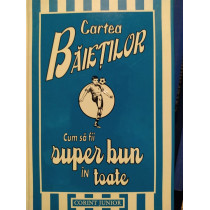 Cartea
BĂIEȚILOR
Cum să fii
super bun
ÎN
toate
CORINT JUNIOR